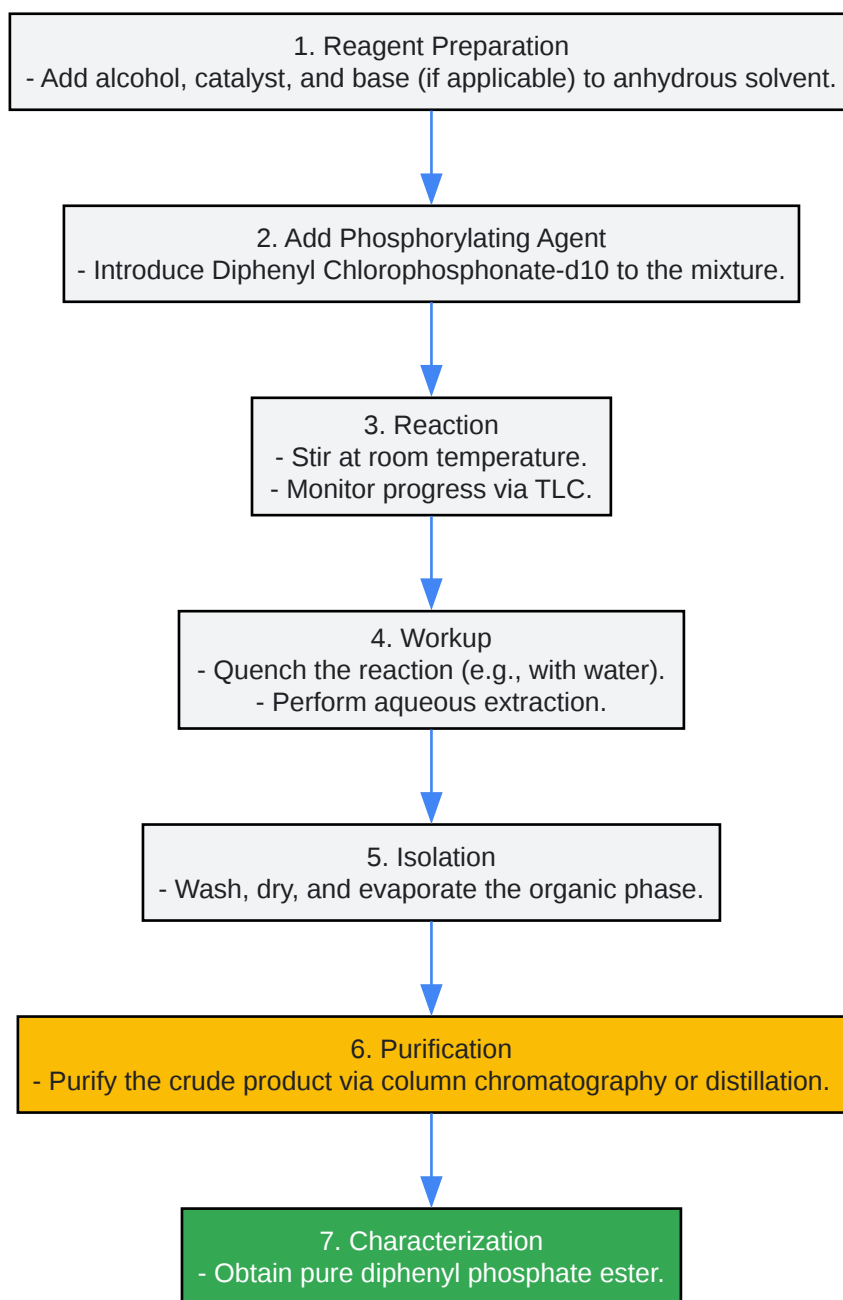 1. Reagent Preparation
- Add alcohol, catalyst, and base (if applicable) to anhydrous solvent.
2. Add Phosphorylating Agent
- Introduce Diphenyl Chlorophosphonate-d10 to the mixture.
3. Reaction
- Stir at room temperature.
- Monitor progress via TLC.
4. Workup
- Quench the reaction (e.g., with water).
- Perform aqueous extraction.
5. Isolation
- Wash, dry, and evaporate the organic phase.
6. Purification
- Purify the crude product via column chromatography or distillation.
7. Characterization
- Obtain pure diphenyl phosphate ester.